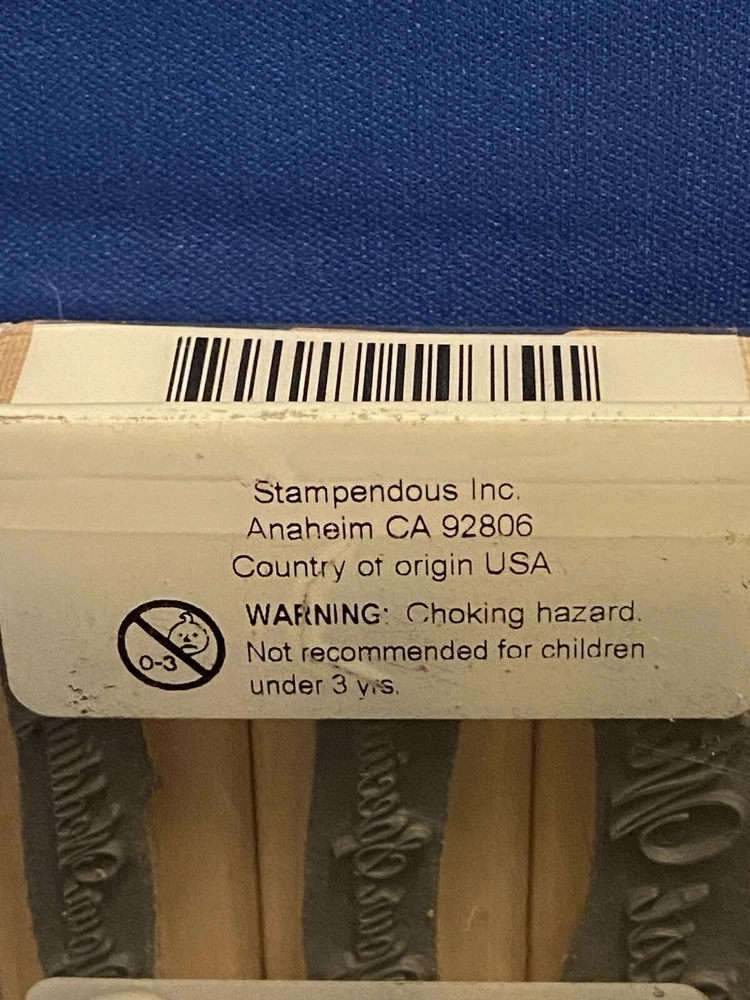 Stampendous Inc.
Anaheim CA 92806
Country of origin USA
WARNING: Choking hazard.
0-3
Not recommended for children
under 3 yrs.